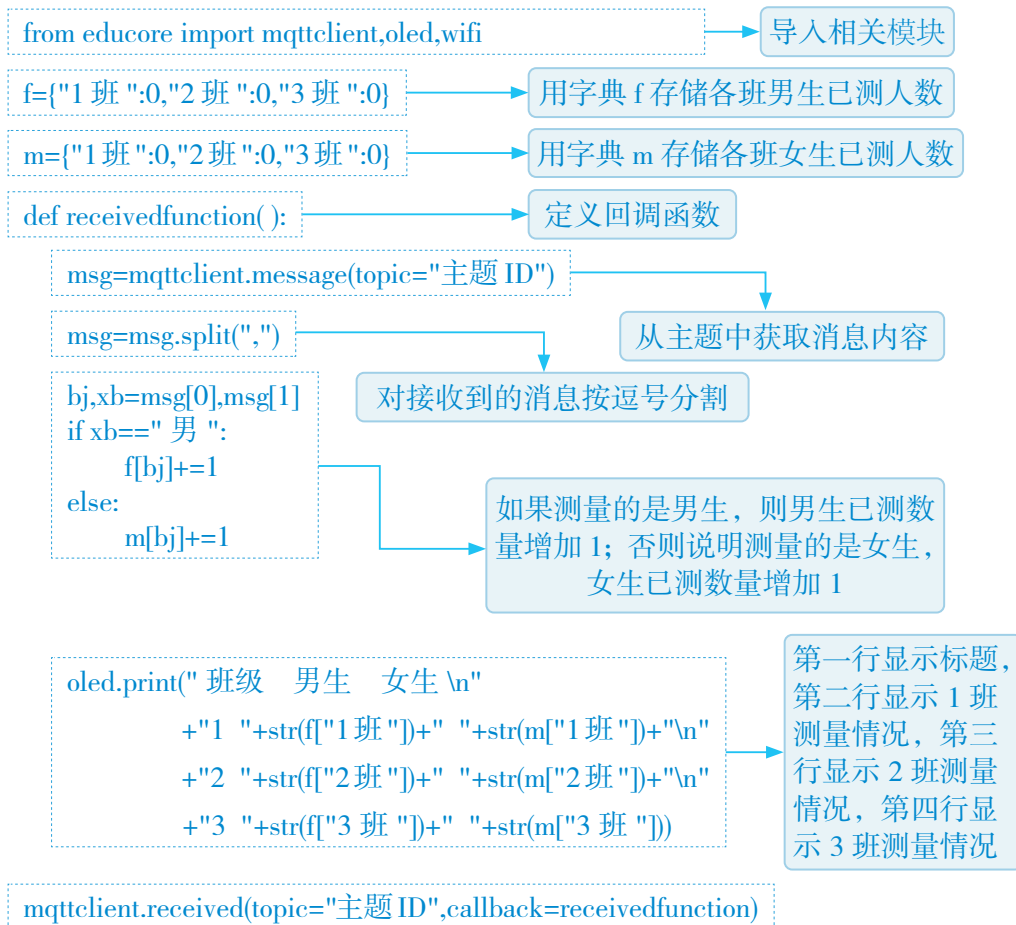 from educore import mqttclient,oled,wifi
导入相关模块
f={"1 班 ":0,"2 班 ":0,"3 班 ":0}
用字典 f 存储各班男生已测人数
m={"1 班 ":0,"2 班 ":0,"3 班 ":0}
用字典 m 存储各班女生已测人数
def receivedfunction( ):
定义回调函数
msg=mqttclient.message(topic="主题 ID")
从主题中获取消息内容
msg=msg.split(",")
对接收到的消息按逗号分割
bj,xb=msg[0],msg[1]
if xb==" 男 ":
f[bj]+=1
else:
m[bj]+=1
如果测量的是男生，则男生已测数
量增加 1；否则说明测量的是女生，
女生已测数量增加 1
oled.print(" 班级　男生　女生 \n"
+"1  "+str(f["1 班 "])+"  "+str(m["1 班 "])+"\n"
+"2  "+str(f["2 班 "])+"  "+str(m["2 班 "])+"\n"
+"3  "+str(f["3 班 "])+"  "+str(m["3 班 "]))
第一行显示标题，
第二行显示 1 班
测量情况，第三
行显示 2 班测量
情况，第四行显
示 3 班测量情况
mqttclient.received(topic="主题 ID",callback=receivedfunction)